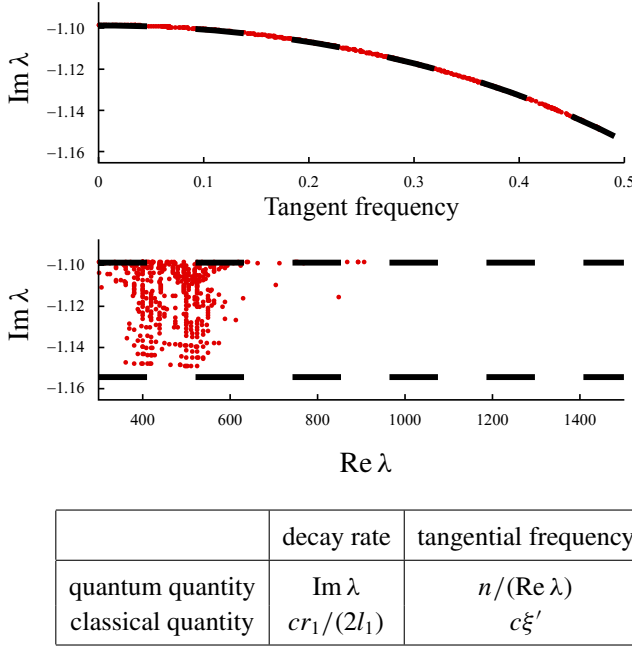 −1.10
−1.12
−1.14
−1.16
Im λ
0
0.1
0.2
0.3
0.4
0.5
Tangent frequency
−1.10
−1.12
−1.14
−1.16
Im λ
400
600
800
1000
1200
1400
Re λ
decay rate tangential frequency
quantum quantity Im λ n/(Re λ)
classical quantity cr₁/(2l₁) cξ′